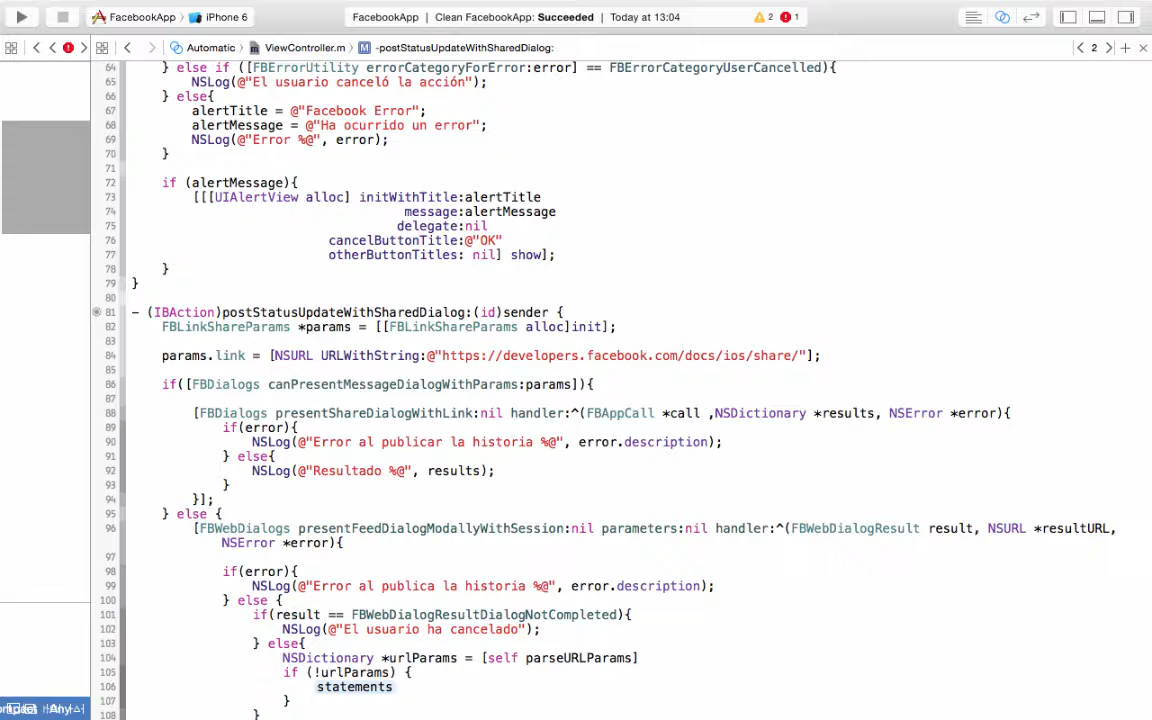 FacebookApp 〉 iPhone 6
FacebookApp | Clean FacebookApp: Succeeded | Today at 13:04
2 1
Automatic 〉 ViewController.m 〉 M -postStatusUpdateWithSharedDialog:
2
64 } else if ([FBErrorUtility errorCategoryForError:error] == FBErrorCategoryUserCancelled){
65 NSLog(@"El usuario canceló la acción");
66 } else{
67 alertTitle = @"Facebook Error";
68 alertMessage = @"Ha ocurrido un error";
69 NSLog(@"Error %@", error);
70 }
71
72 if (alertMessage){
73 [[[UIAlertView alloc] initWithTitle:alertTitle
74 message:alertMessage
75 delegate:nil
76 cancelButtonTitle:@"OK"
77 otherButtonTitles: nil] show];
78 }
79 }
80
81 - (IBAction)postStatusUpdateWithSharedDialog:(id)sender {
82 FBLinkShareParams *params = [[FBLinkShareParams alloc]init];
83
84 params.link = [NSURL URLWithString:@"https://developers.facebook.com/docs/ios/share/"];
85
86 if([FBDialogs canPresentMessageDialogWithParams:params]){
87
88 [FBDialogs presentShareDialogWithLink:nil handler:^(FBAppCall *call ,NSDictionary *results, NSError *error){
89 if(error){
90 NSLog(@"Error al publicar la historia %@", error.description);
91 } else{
92 NSLog(@"Resultado %@", results);
93 }
94 }];
95 } else {
96 [FBWebDialogs presentFeedDialogModallyWithSession:nil parameters:nil handler:^(FBWebDialogResult result, NSURL *resultURL,
NSError *error){
97
98 if(error){
99 NSLog(@"Error al publica la historia %@", error.description);
100 } else {
101 if(result == FBWebDialogResultDialogNotCompleted){
102 NSLog(@"El usuario ha cancelado");
103 } else{
104 NSDictionary *urlParams = [self parseURLParams]
105 if (!urlParams) {
106 statements
107 }
108 }